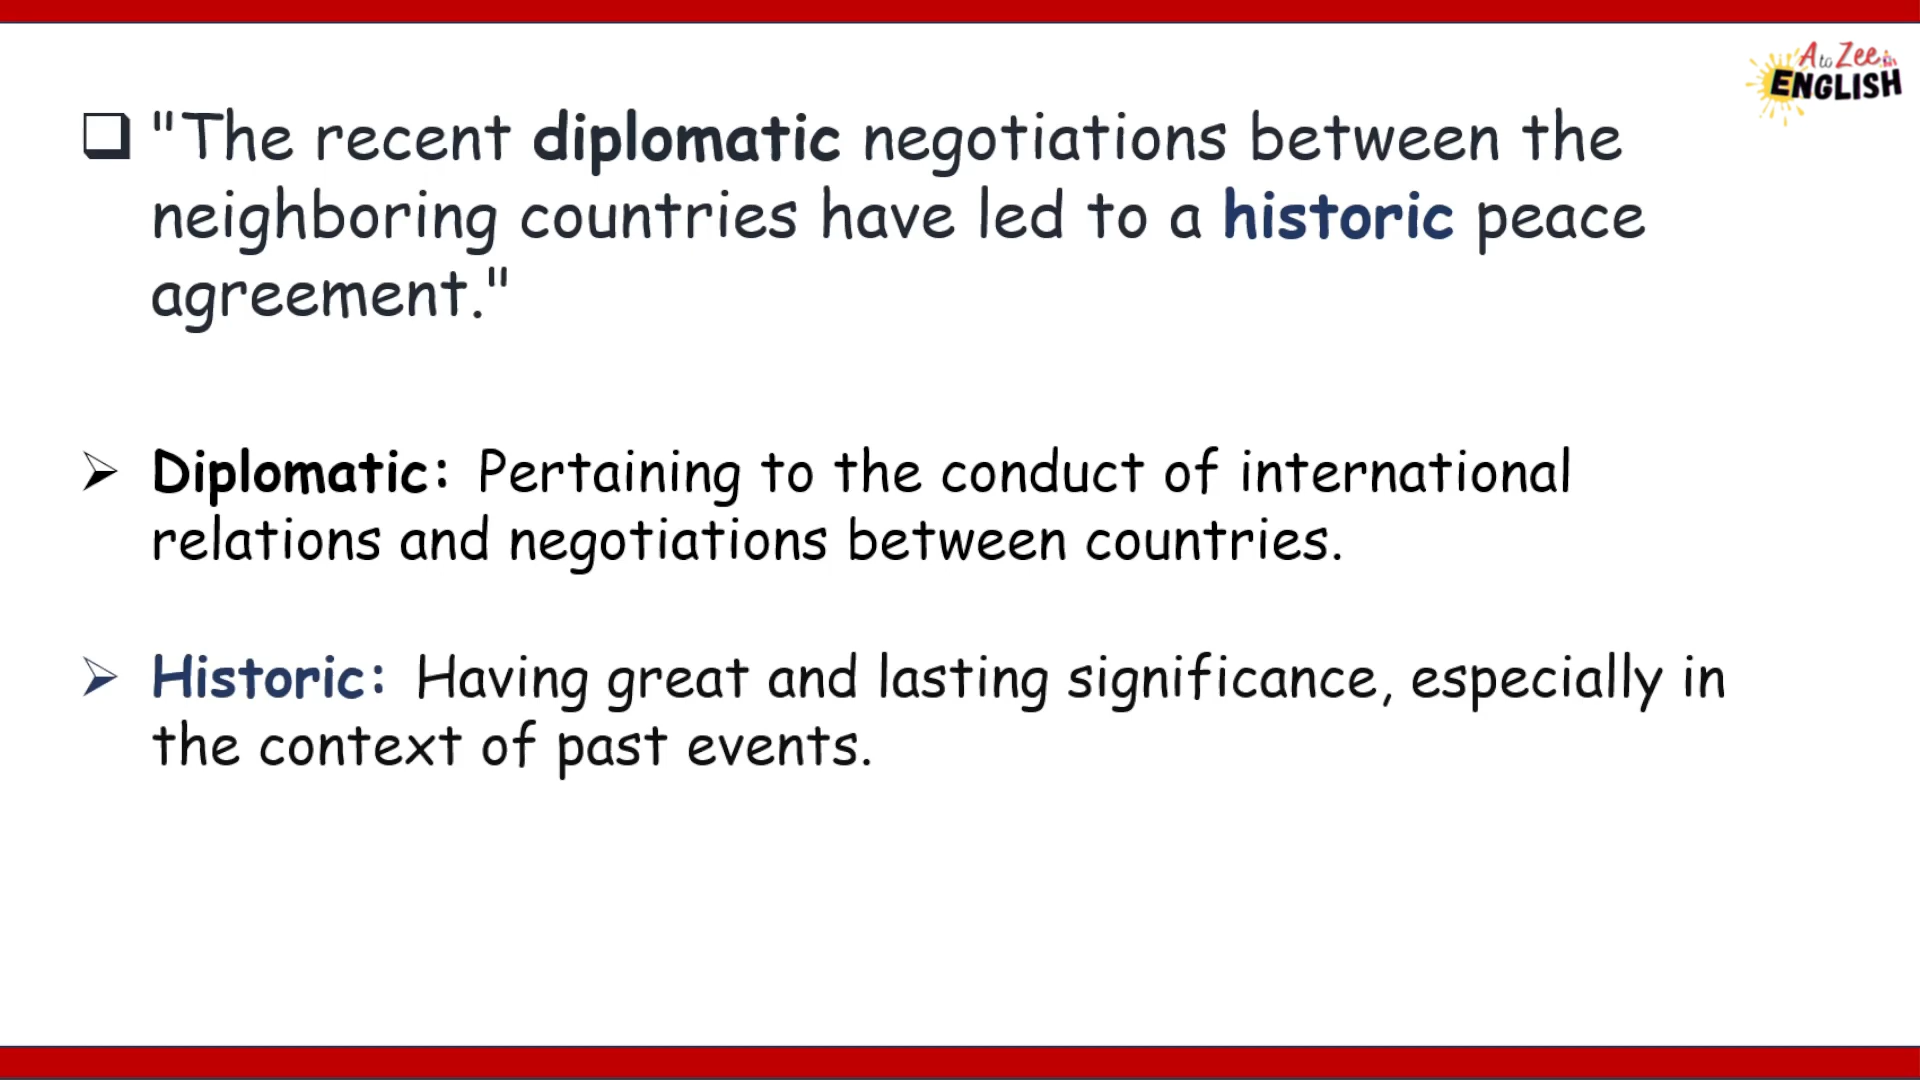 A to Zee in
ENGLISH
"The recent diplomatic negotiations between the
neighboring countries have led to a historic peace
agreement."
Diplomatic: Pertaining to the conduct of international
relations and negotiations between countries.
Historic: Having great and lasting significance, especially in
the context of past events.